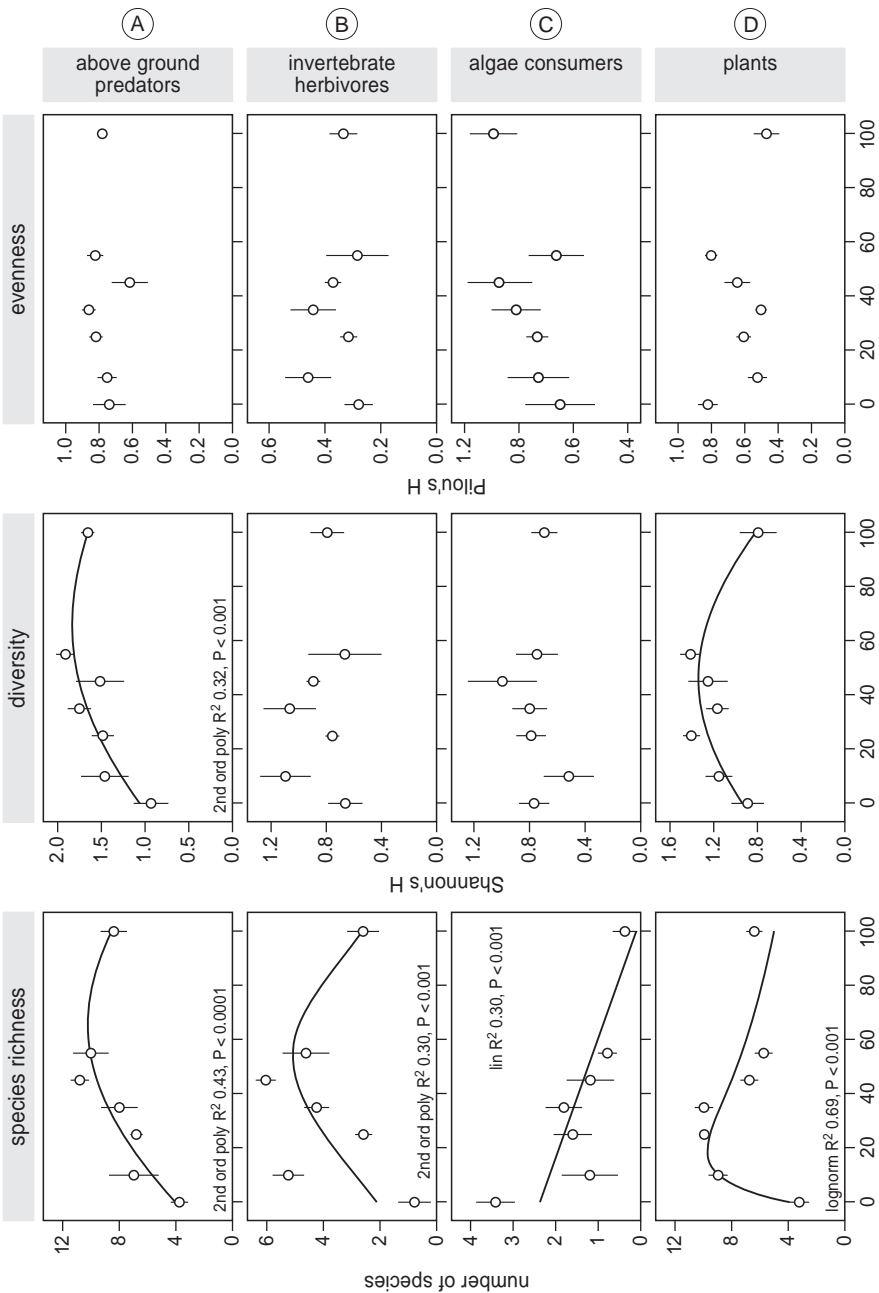 species richness
diversity
evenness
number of species
12
8
4
0
2nd ord poly R² 0.43, P < 0.0001
Shannon's H
2.0
1.5
1.0
0.0
2nd ord poly R² 0.32, P < 0.001
Pilou's H
1.0
0.8
0.6
0.4
0.2
0.0
above ground
predators
A
6
4
2
0
2nd ord poly R² 0.30, P < 0.001
1.2
0.8
0.4
0.0
0.6
0.4
0.2
0.0
invertebrate
herbivores
B
4
3
2
1
0
lin R² 0.30, P < 0.001
1.2
0.8
0.4
0.0
1.2
1.0
0.8
0.6
0.4
algae consumers
C
12
8
4
0
lognorm R² 0.69, P < 0.001
1.6
1.2
0.8
0.4
0.0
1.0
0.8
0.6
0.4
0.2
0.0
plants
D
0 20 40 60 80 100
0 20 40 60 80 100
0 20 40 60 80 100